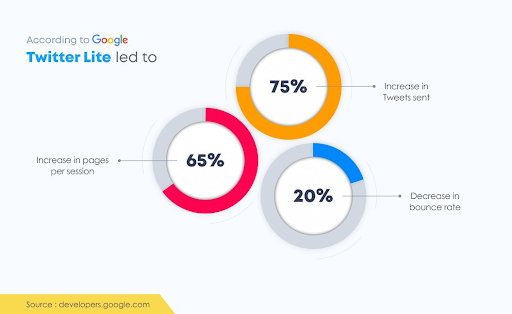 According to Google
Twitter Lite led to
75%
Increase in
Tweets sent
65%
Increase in pages
per session
20%
Decrease in
bounce rate
Source : developers.google.com